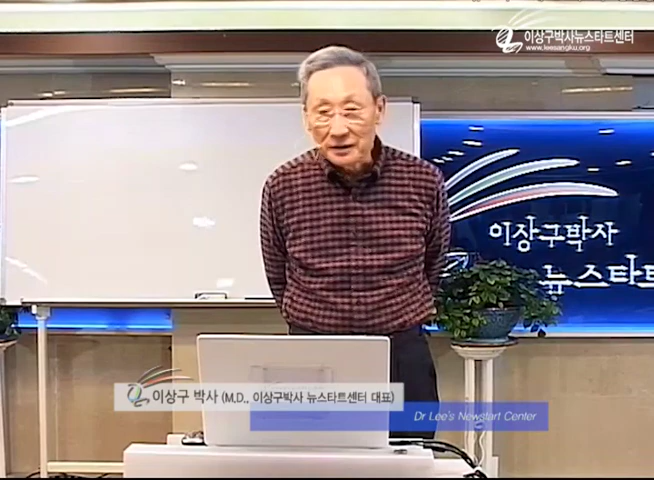 이상구박사뉴스타트센터
www.leesangku.org
이상구박사
뉴스타트
이상구 박사 (M.D., 이상구박사 뉴스타트센터 대표)
Dr Lee's Newstart Center